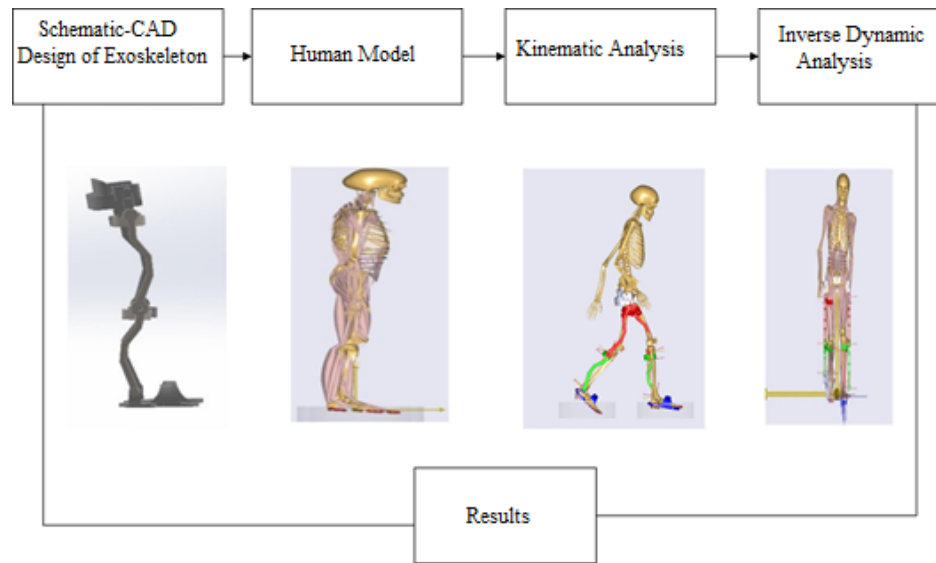 Schematic-CAD
Design of Exoskeleton
Human Model
Kinematic Analysis
Inverse Dynamic
Analysis
Results